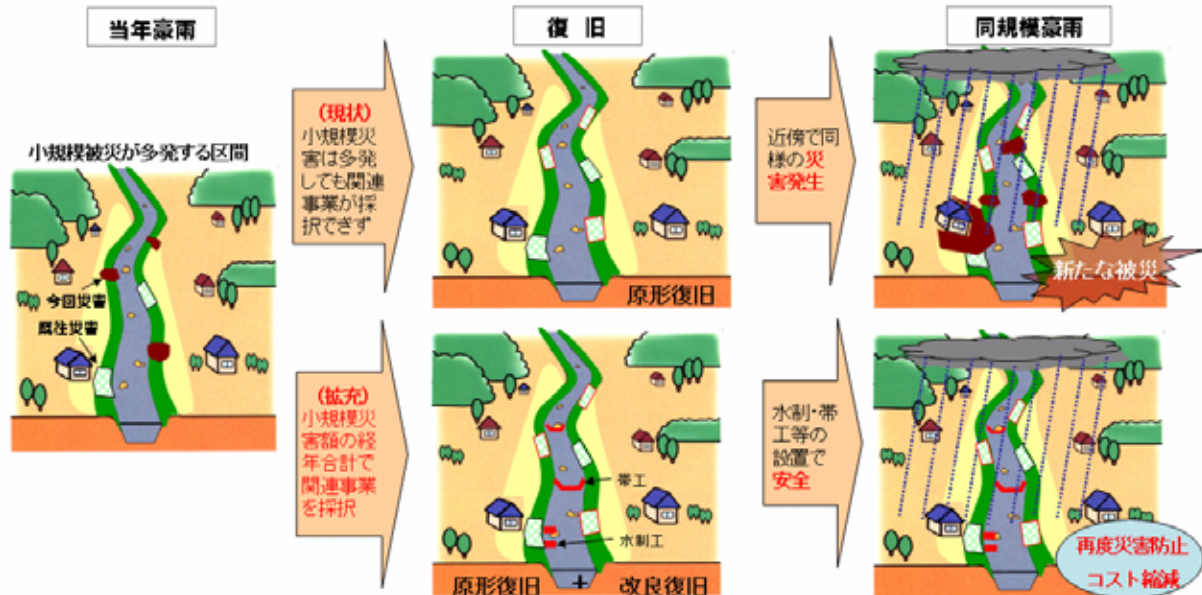 当年豪雨
復 旧
同規模豪雨
小規模被災が多発する区間
今回災害
既往災害
(現状)
小規模災
害は多発
しても関連
事業が採
択できず
原形復旧
近傍で同
様の災
害発生
新たな被災
(拡充)
小規模災
害額の経
年合計で
関連事業
を採択
帯工
水制工
原形復旧 + 改良復旧
水制・帯
工等の
設置で
安全
再度災害防止
コスト縮減